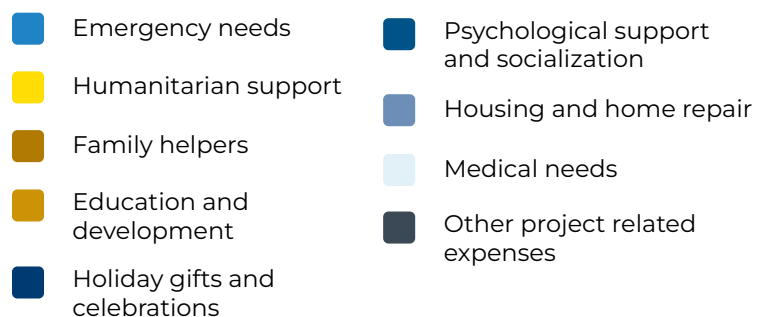 Emergency needs
Humanitarian support
Family helpers
Education and
development
Holiday gifts and
celebrations
Psychological support
and socialization
Housing and home repair
Medical needs
Other project related
expenses